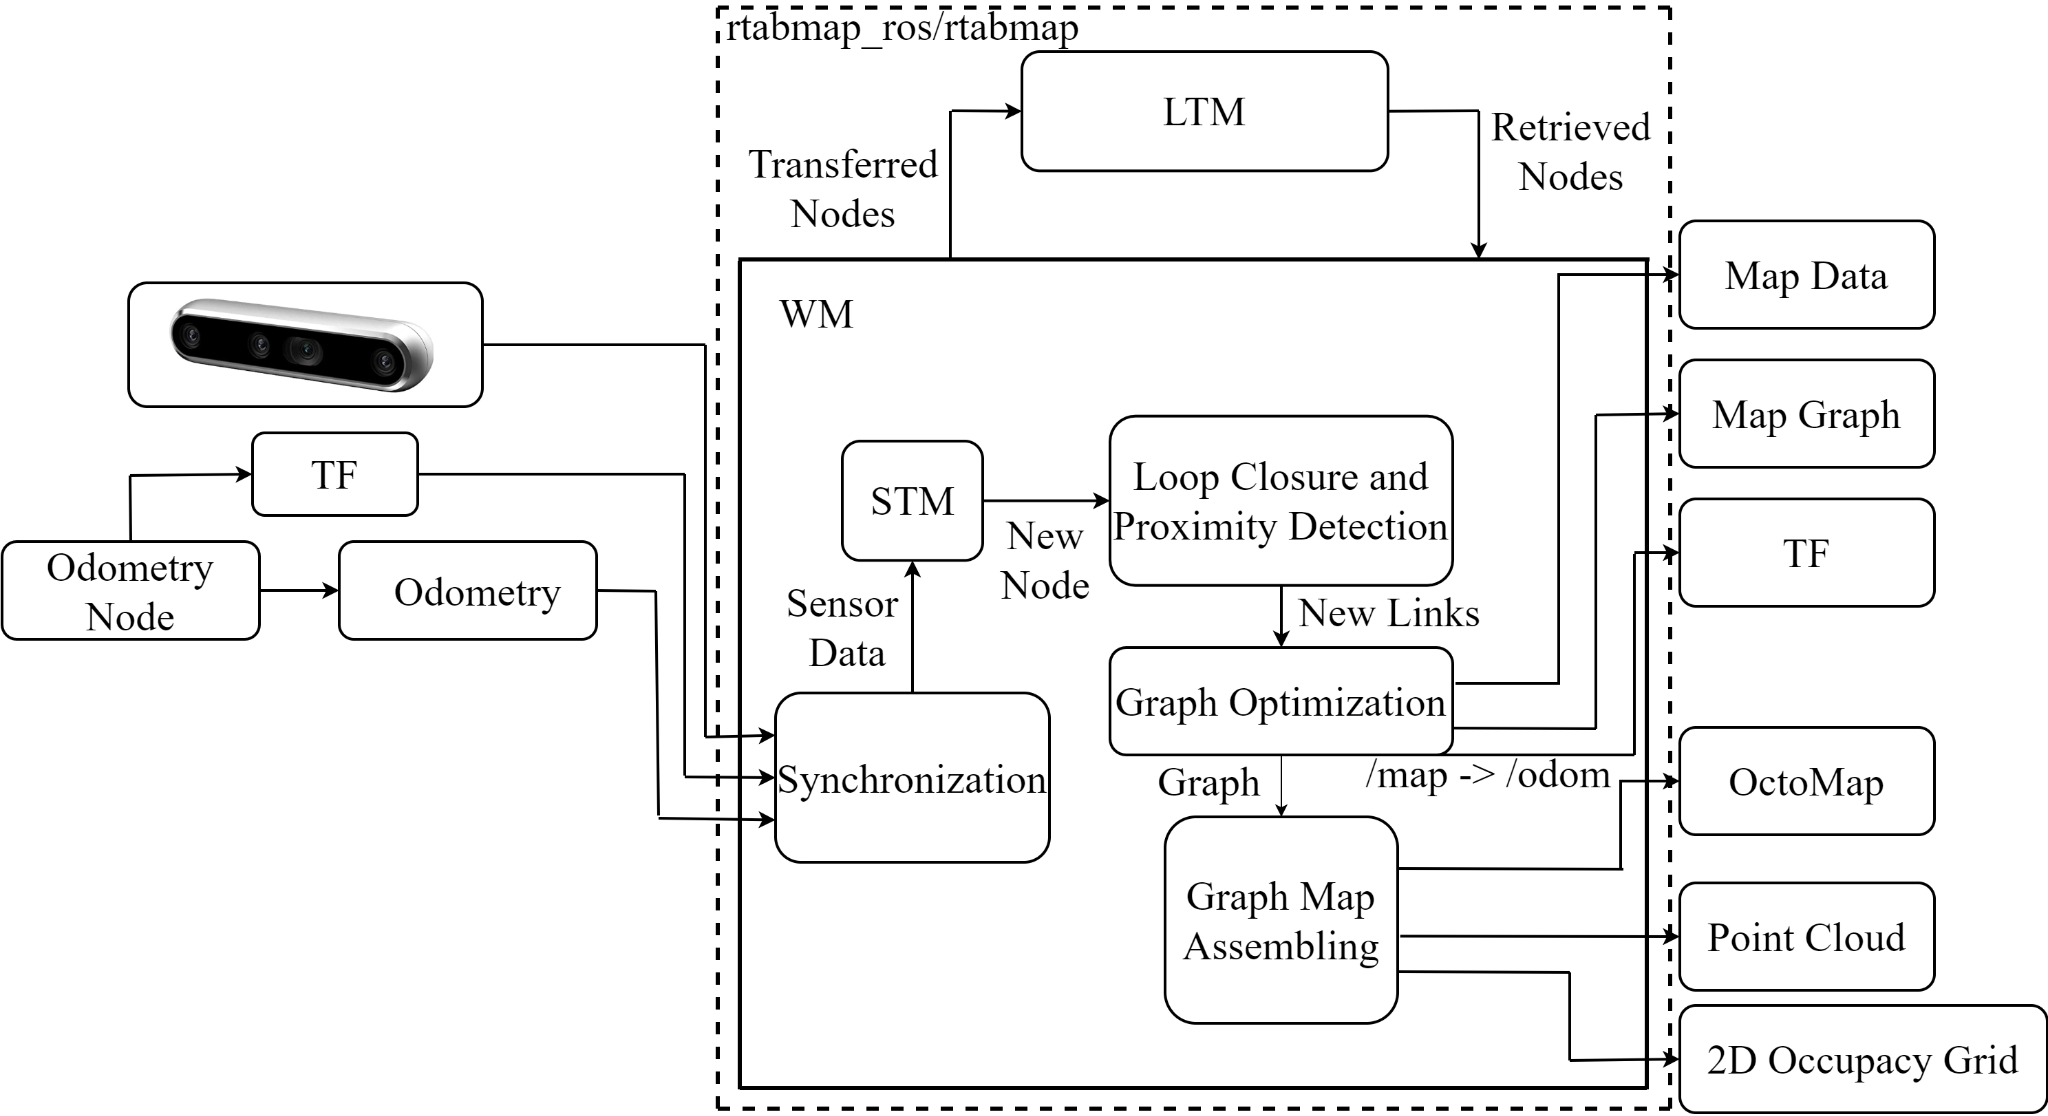 rtabmap_ros/rtabmap
LTM
Transferred
Nodes
Retrieved
Nodes
WM
Map Data
Map Graph
TF
OctoMap
Point Cloud
2D Occupacy Grid
TF
Odometry
Node
Odometry
STM
New
Node
Loop Closure and
Proximity Detection
Sensor
Data
New Links
Synchronization
Graph Optimization
Graph
/map -> /odom
Graph Map
Assembling